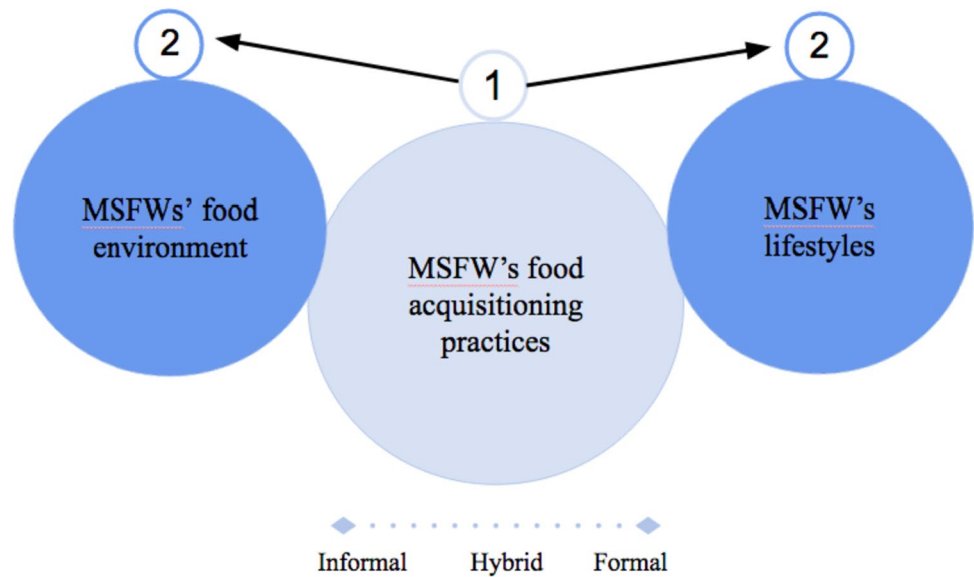 2
1
2
MSFWs’ food
environment
MSFW’s food
acquisitioning
practices
MSFW’s
lifestyles
Informal Hybrid Formal